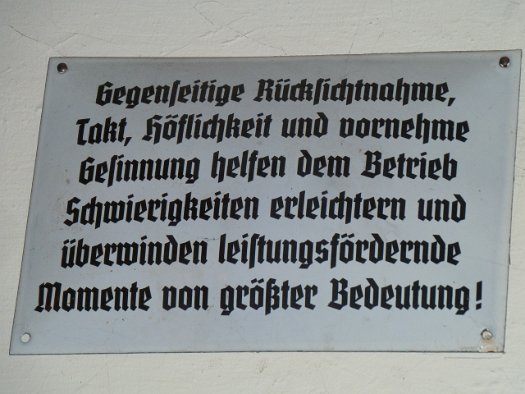 Gegenſeitige Rückſichtnahme,
Takt, Höflichkeit und vornehme
Geſinnung helfen dem Betrieb
Schwierigkeiten erleichtern und
überwinden leiſtungsfördernde
Momente von größter Bedeutung!